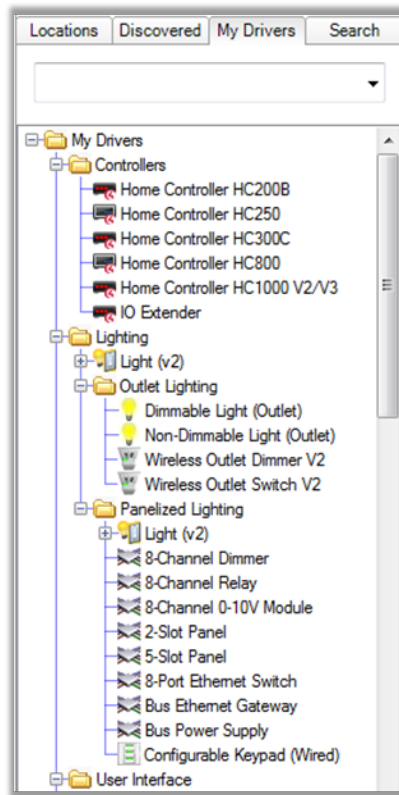 Locations Discovered My Drivers Search
My Drivers
Controllers
Home Controller HC200B
Home Controller HC250
Home Controller HC300C
Home Controller HC800
Home Controller HC1000 V2/V3
IO Extender
Lighting
Light (v2)
Outlet Lighting
Dimmable Light (Outlet)
Non-Dimmable Light (Outlet)
Wireless Outlet Dimmer V2
Wireless Outlet Switch V2
Panelized Lighting
Light (v2)
8-Channel Dimmer
8-Channel Relay
8-Channel 0-10V Module
2-Slot Panel
5-Slot Panel
8-Port Ethernet Switch
Bus Ethernet Gateway
Bus Power Supply
Configurable Keypad (Wired)
User Interface